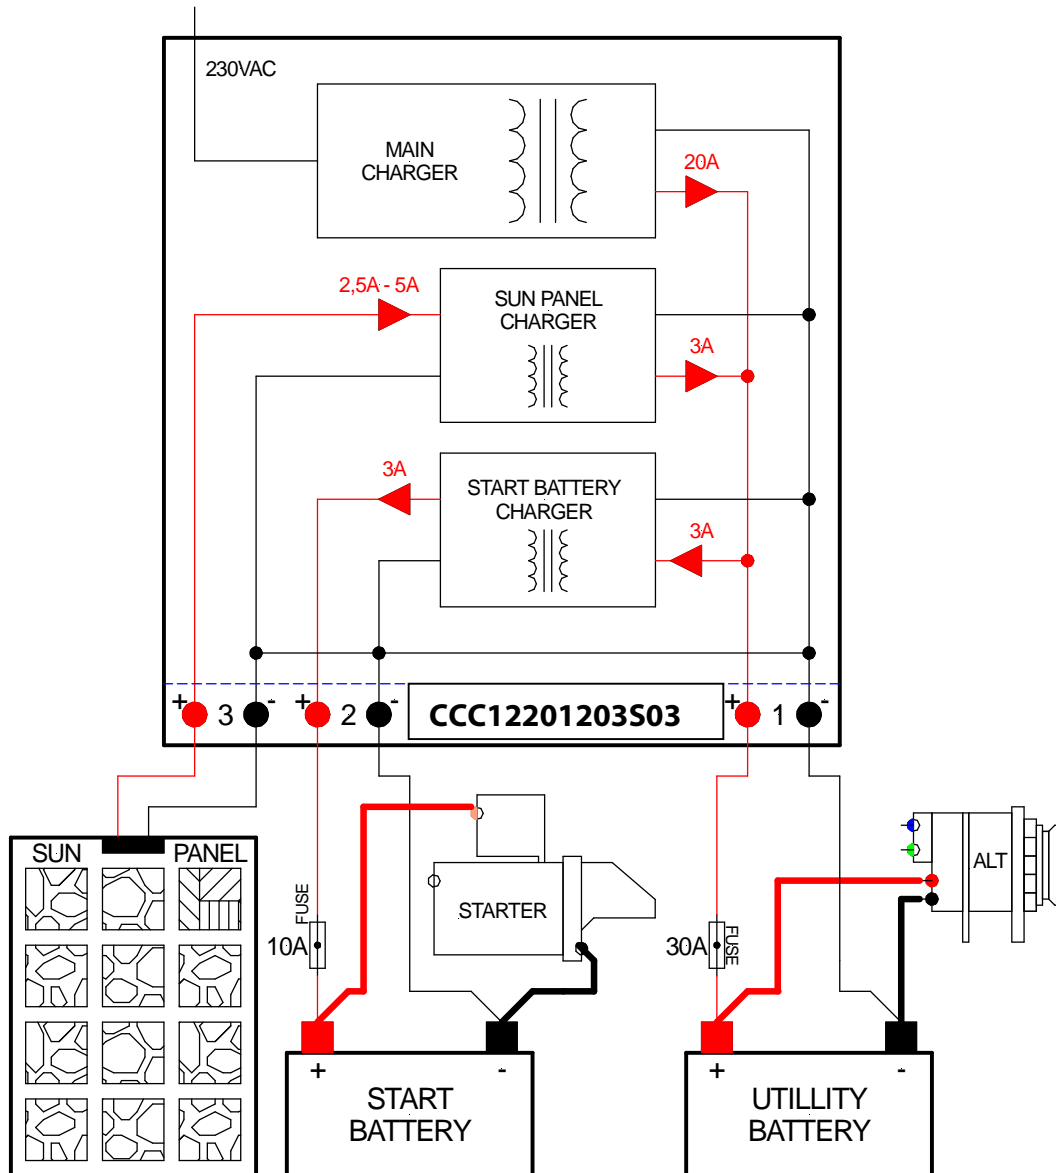 230VAC
MAIN
CHARGER
20A
2,5A - 5A
SUN PANEL
CHARGER
3A
3A
START BATTERY
CHARGER
3A
+ 3 - + 2 - CCC12201203S03 + 1 -
SUN PANEL
FUSE
10A
STARTER
ALT
30A
FUSE
+ -
START
BATTERY
+ -
UTILLITY
BATTERY